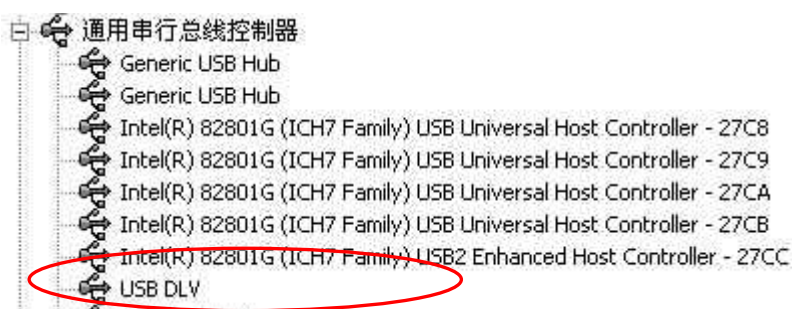 通用串行总线控制器
Generic USB Hub
Generic USB Hub
Intel(R) 82801G (ICH7 Family) USB Universal Host Controller - 27C8
Intel(R) 82801G (ICH7 Family) USB Universal Host Controller - 27C9
Intel(R) 82801G (ICH7 Family) USB Universal Host Controller - 27CA
Intel(R) 82801G (ICH7 Family) USB Universal Host Controller - 27CB
Intel(R) 82801G (ICH7 Family) USB2 Enhanced Host Controller - 27CC
USB DLV